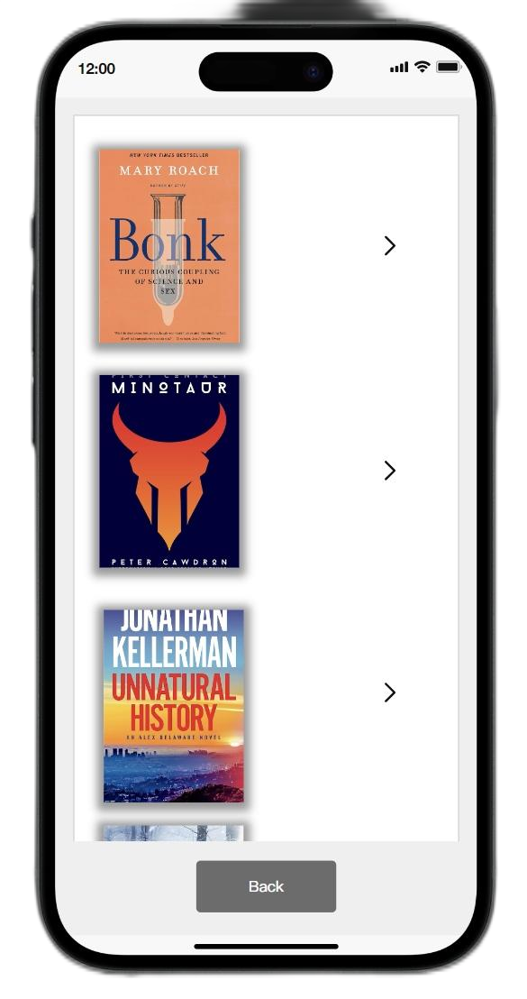 12:00
NEW YORK TIMES BESTSELLER
MARY ROACH
AUTHOR OF STIFF
Bonk
THE CURIOUS COUPLING
OF SCIENCE AND
SEX
FIRST CONTACT
MINOTAUR
PETER CAWDRON
JONATHAN
KELLERMAN
UNNATURAL
HISTORY
AN ALEX DELAWARE NOVEL
Back